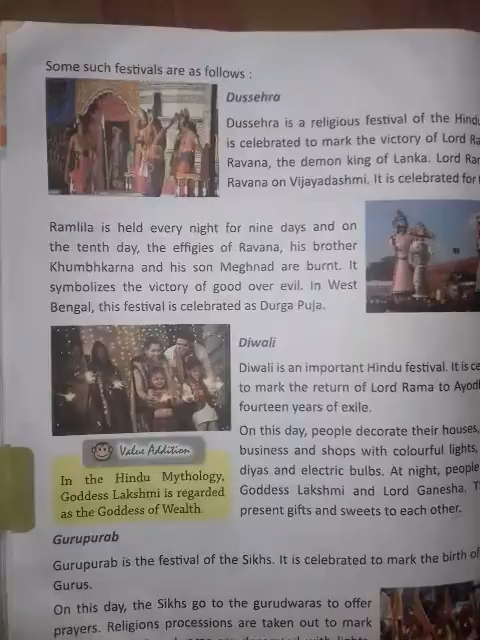 Some such festivals are as follows :
Dussehra
Dussehra is a religious festival of the
is celebrated to mark the victory of Lord
Ravana, the demon king of Lanka. Lord
Ravana on Vijayadashmi. It is celebrated for
Ramlila is held every night for nine days and on
the tenth day, the effigies of Ravana, his brother
Khumbhkarna and his son Meghnad are burnt. It
symbolizes the victory of good over evil. In West
Bengal, this festival is celebrated as Durga Puja.
Diwali
Diwali is an important Hindu festival. It is
to mark the return of Lord Rama to
fourteen years of exile.
On this day, people decorate their houses,
business and shops with colourful lights,
diyas and electric bulbs. At night, people
Goddess Lakshmi and Lord Ganesha.
present gifts and sweets to each other.
Value Addition
In the Hindu Mythology,
Goddess Lakshmi is regarded
as the Goddess of Wealth.
Gurupurab
Gurupurab is the festival of the Sikhs. It is celebrated to mark the birth of
Gurus.
On this day, the Sikhs go to the gurudwaras to offer
prayers. Religions processions are taken out to mark